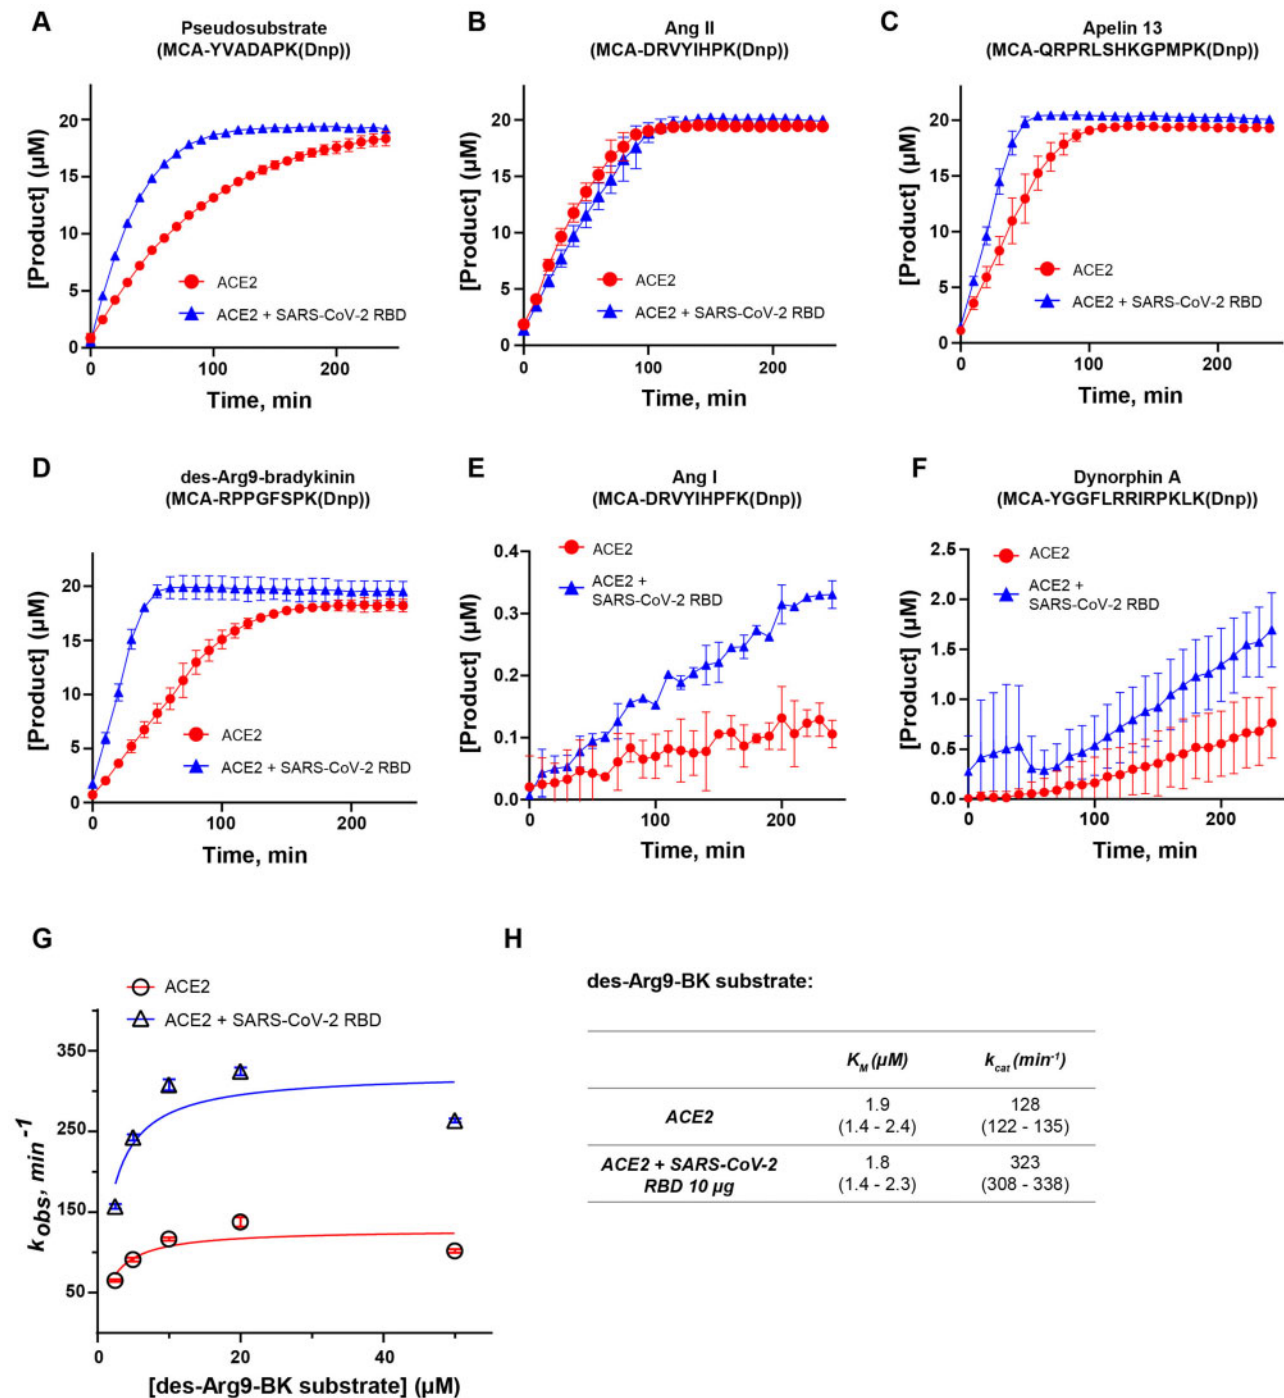 A
Pseudosubstrate
(MCA-YVADAPK(Dnp))
[Product] (µM)
20
15
10
5
0
ACE2
ACE2 + SARS-CoV-2 RBD
0
100
200
Time, min
B
Ang II
(MCA-DRVYIHPK(Dnp))
[Product] (µM)
20
15
10
5
0
ACE2
ACE2 + SARS-CoV-2 RBD
0
100
200
Time, min
C
Apelin 13
(MCA-QRPRLSHKGPMPK(Dnp))
[Product] (µM)
20
15
10
5
0
ACE2
ACE2 + SARS-CoV-2 RBD
0
100
200
Time, min
D
des-Arg9-bradykinin
(MCA-RPPGFSPK(Dnp))
[Product] (µM)
20
15
10
5
0
ACE2
ACE2 + SARS-CoV-2 RBD
0
100
200
Time, min
E
Ang I
(MCA-DRVYIHPFK(Dnp))
ACE2
ACE2 +
SARS-CoV-2 RBD
[Product] (µM)
0.4
0.3
0.2
0.1
0.0
0
100
200
Time, min
F
Dynorphin A
(MCA-YGGFLRRIRPKLK(Dnp))
ACE2
ACE2 +
SARS-CoV-2 RBD
[Product] (µM)
2.5
2.0
1.5
1.0
0.5
0.0
0
100
200
Time, min
G
ACE2
ACE2 + SARS-CoV-2 RBD
kobs, min-1
350
250
150
50
0
20
40
[des-Arg9-BK substrate] (µM)
H
des-Arg9-BK substrate:
KM (µM) kcat (min-1)
ACE2 1.9 128
(1.4 - 2.4) (122 - 135)
ACE2 + SARS-CoV-2 1.8 323
RBD 10 µg (1.4 - 2.3) (308 - 338)